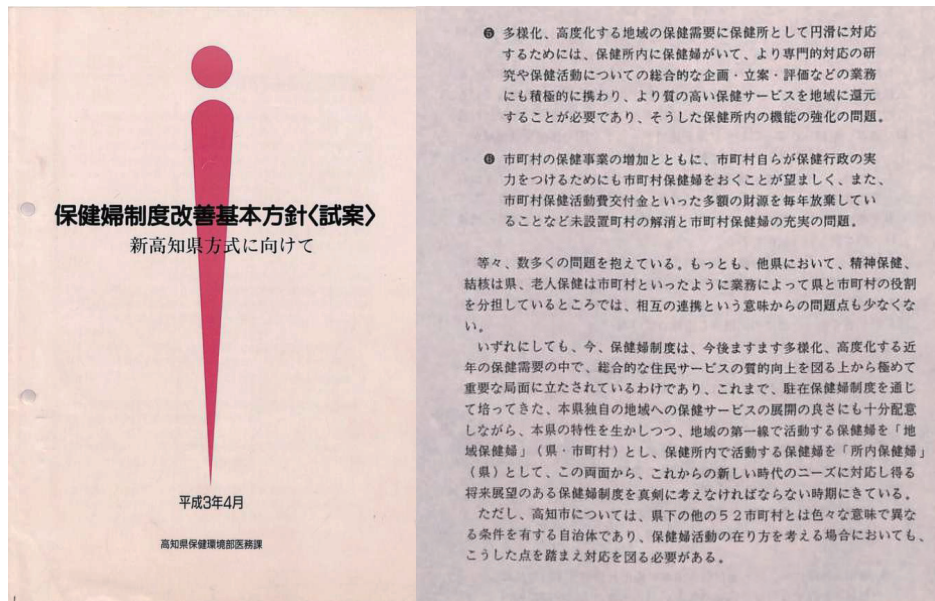 保健婦制度改善基本方針〈試案〉
新高知県方式に向けて
平成3年4月
高知県保健環境部医務課
❺ 多様化、高度化する地域の保健需要に保健所として円滑に対応
するためには、保健所内に保健婦がいて、より専門的対応の研
究や保健活動についての総合的な企画・立案・評価などの業務
にも積極的に携わり、より質の高い保健サービスを地域に還元
することが必要であり、そうした保健所内の機能の強化の問題。
❻ 市町村の保健事業の増加とともに、市町村自らが保健行政の実
力をつけるためにも市町村保健婦をおくことが望ましく、また、
市町村保健活動費交付金といった多額の財源を毎年放棄してい
ることなど未設置町村の解消と市町村保健婦の充実の問題。
等々、数多くの問題を抱えている。もっとも、他県において、精神保健、
結核は県、老人保健は市町村といったように業務によって県と市町村の役割
を分担しているところでは、相互の連携という意味からの問題点も少なくな
い。
いずれにしても、今、保健婦制度は、今後ますます多様化、高度化する近
年の保健需要の中で、総合的な住民サービスの質的向上を図る上から極めて
重要な局面に立たされているわけであり、これまで、駐在保健婦制度を通じ
て培ってきた、本県独自の地域への保健サービスの展開の良さにも十分配意
しながら、本県の特性を生かしつつ、地域の第一線で活動する保健婦を「地
域保健婦」（県・市町村）とし、保健所内で活動する保健婦を「所内保健婦」
（県）として、この両面から、これからの新しい時代のニーズに対応し得る
将来展望のある保健婦制度を真剣に考えなければならない時期にきている。
ただし、高知市については、県下の他の５２市町村とは色々な意味で異な
る条件を有する自治体であり、保健婦活動の在り方を考える場合においても、
こうした点を踏まえ対応を図る必要がある。